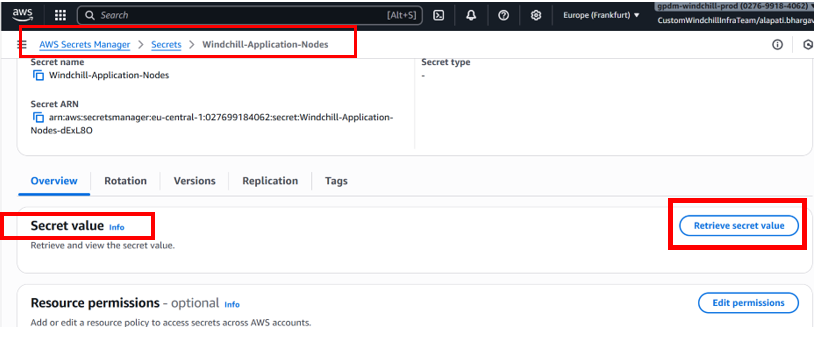 aws
Search [Alt+S] Europe (Frankfurt) gpdm-windchill-prod (0276-9918-4062)
CustomWindchillInfraTeam/alapati.bhargav
AWS Secrets Manager > Secrets > Windchill-Application-Nodes
Secret name Secret type
Windchill-Application-Nodes -
Secret ARN
arn:aws:secretsmanager:eu-central-1:027699184062:secret:Windchill-Application-
Nodes-dExL8O
Overview Rotation Versions Replication Tags
Secret value Info Retrieve secret value
Retrieve and view the secret value.
Resource permissions - optional Info Edit permissions
Add or edit a resource policy to access secrets across AWS accounts.